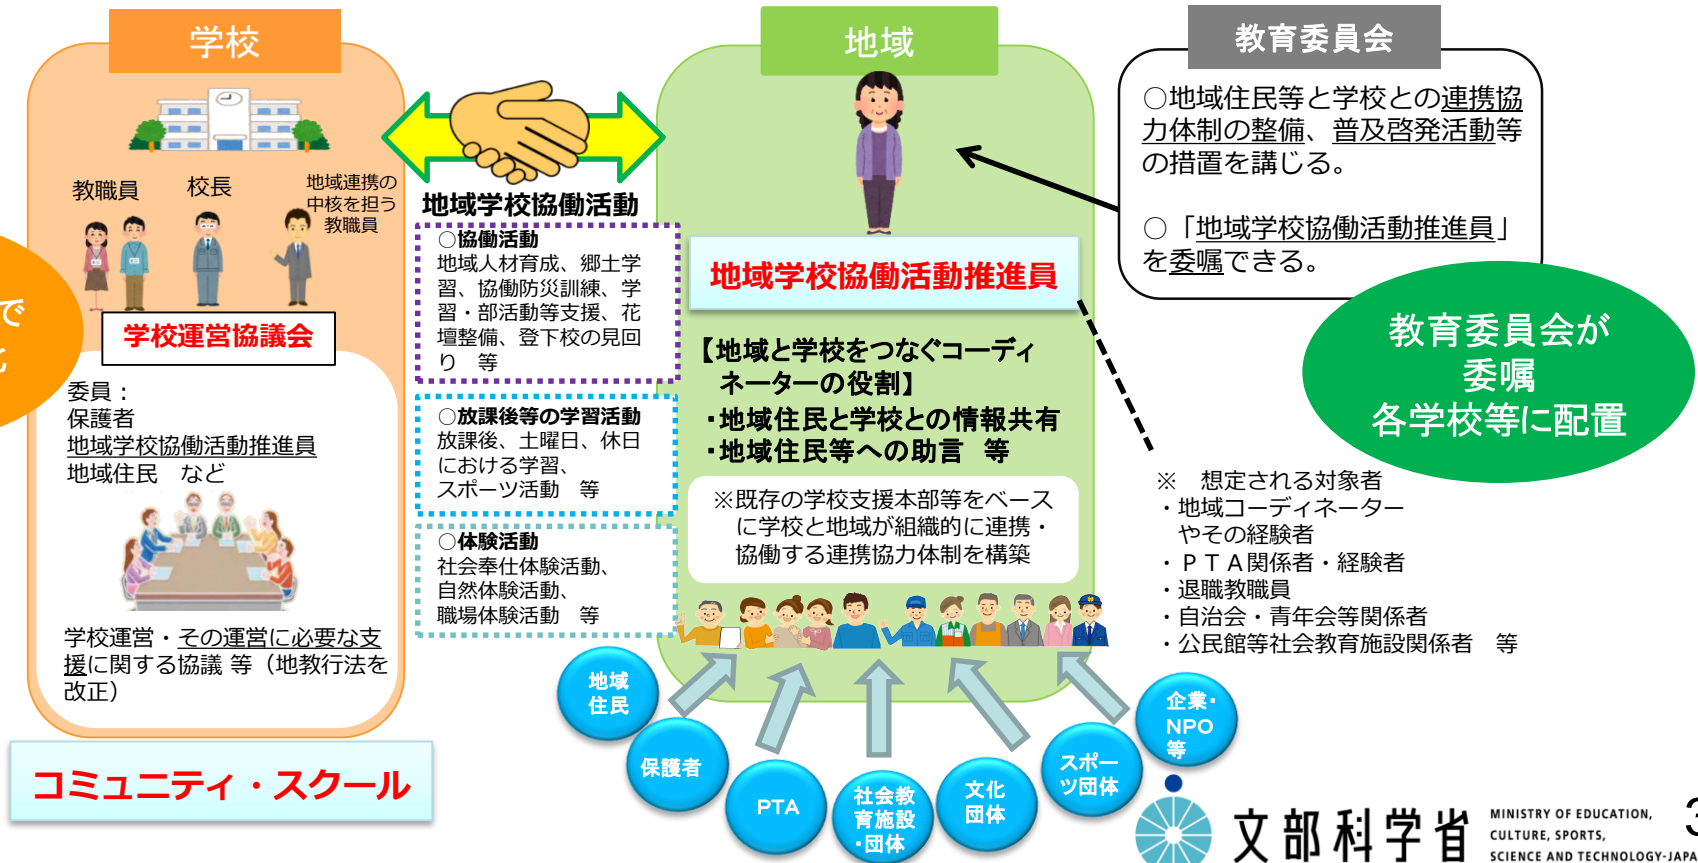 学校
教職員
校長
地域連携の
中核を担う
教職員
で
学校運営協議会
委員：
保護者
地域学校協働活動推進員
地域住民　など
学校運営・その運営に必要な支
援に関する協議 等（地教行法を
改正）
コミュニティ・スクール
地域学校協働活動
○協働活動
地域人材育成、郷土学
習、協働防災訓練、学
習・部活動等支援、花
壇整備、登下校の見回
り　等
○放課後等の学習活動
放課後、土曜日、休日
における学習、
スポーツ活動　等
○体験活動
社会奉仕体験活動、
自然体験活動、
職場体験活動　等
地域
地域学校協働活動推進員
【地域と学校をつなぐコーディ
ネーターの役割】
・地域住民と学校との情報共有
・地域住民等への助言　等
※既存の学校支援本部等をベース
に学校と地域が組織的に連携・
協働する連携協力体制を構築
地域
住民
保護者
PTA
社会教
育施設
・団体
文化
団体
スポー
ツ団体
企業・
NPO
等
教育委員会
○地域住民等と学校との連携協
力体制の整備、普及啓発活動等
の措置を講じる。
○「地域学校協働活動推進員」
を委嘱できる。
教育委員会が
委嘱
各学校等に配置
※　想定される対象者
・地域コーディネーター
やその経験者
・ＰＴＡ関係者・経験者
・退職教職員
・自治会・青年会等関係者
・公民館等社会教育施設関係者　等
文部科学省
MINISTRY OF EDUCATION,
CULTURE, SPORTS,
SCIENCE AND TECHNOLOGY-JAPA